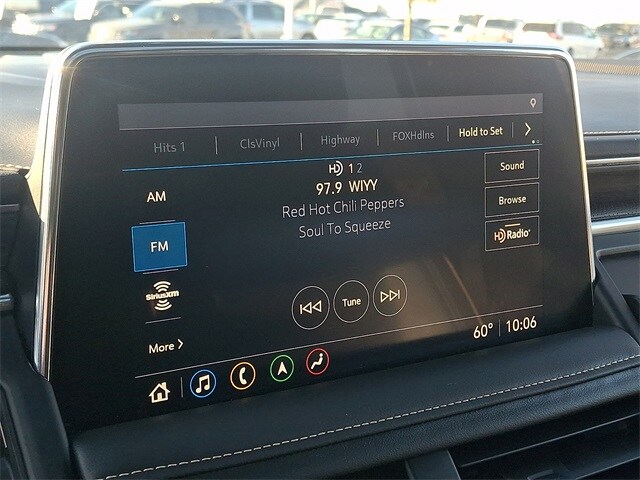 Hits 1 ClsVinyl Highway FOXHdlns Hold to Set
HD 1 2
97.9 WIYY
Red Hot Chili Peppers
Soul To Squeeze
AM
FM
SiriusXM
More
Sound
Browse
HD Radio
Tune
60° 10:06